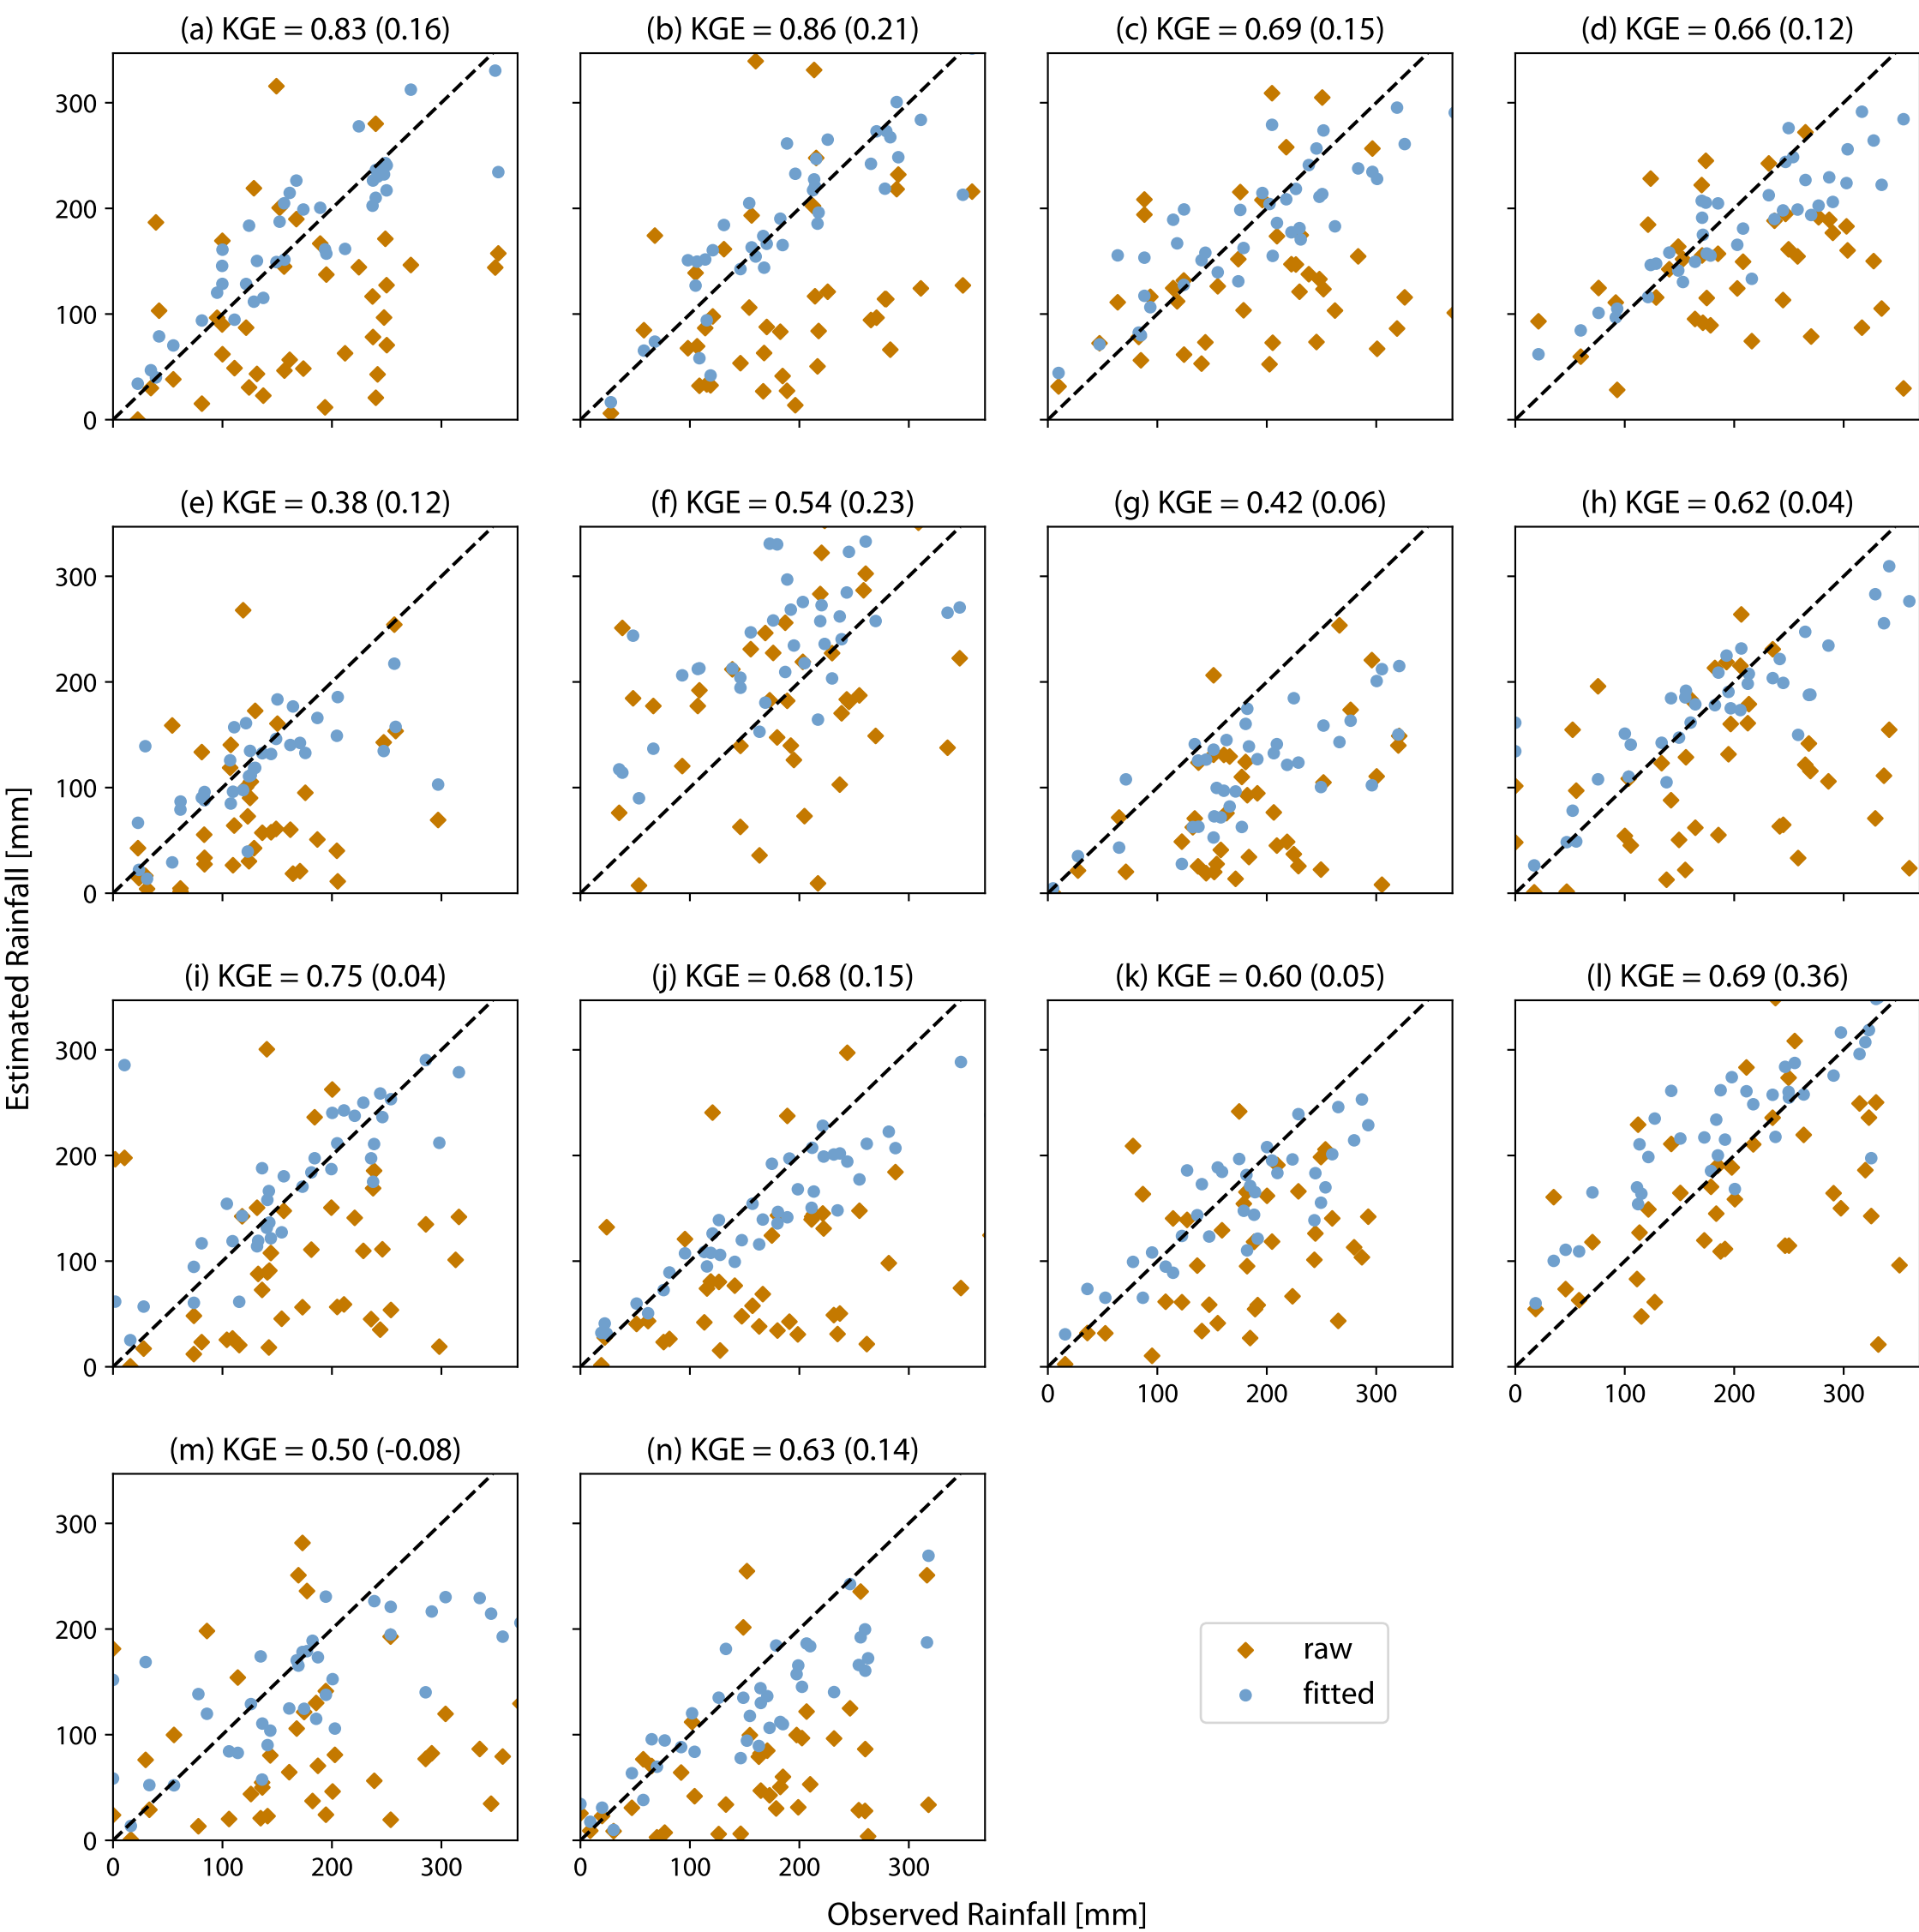 (a) KGE = 0.83 (0.16)
(b) KGE = 0.86 (0.21)
(c) KGE = 0.69 (0.15)
(d) KGE = 0.66 (0.12)
300
200
100
0
(e) KGE = 0.38 (0.12)
(f) KGE = 0.54 (0.23)
(g) KGE = 0.42 (0.06)
(h) KGE = 0.62 (0.04)
300
200
100
0
Estimated Rainfall [mm]
(i) KGE = 0.75 (0.04)
(j) KGE = 0.68 (0.15)
(k) KGE = 0.60 (0.05)
(l) KGE = 0.69 (0.36)
300
200
100
0
0 100 200 300
0 100 200 300
(m) KGE = 0.50 (-0.08)
(n) KGE = 0.63 (0.14)
300
200
100
0
0 100 200 300
0 100 200 300
raw
fitted
Observed Rainfall [mm]